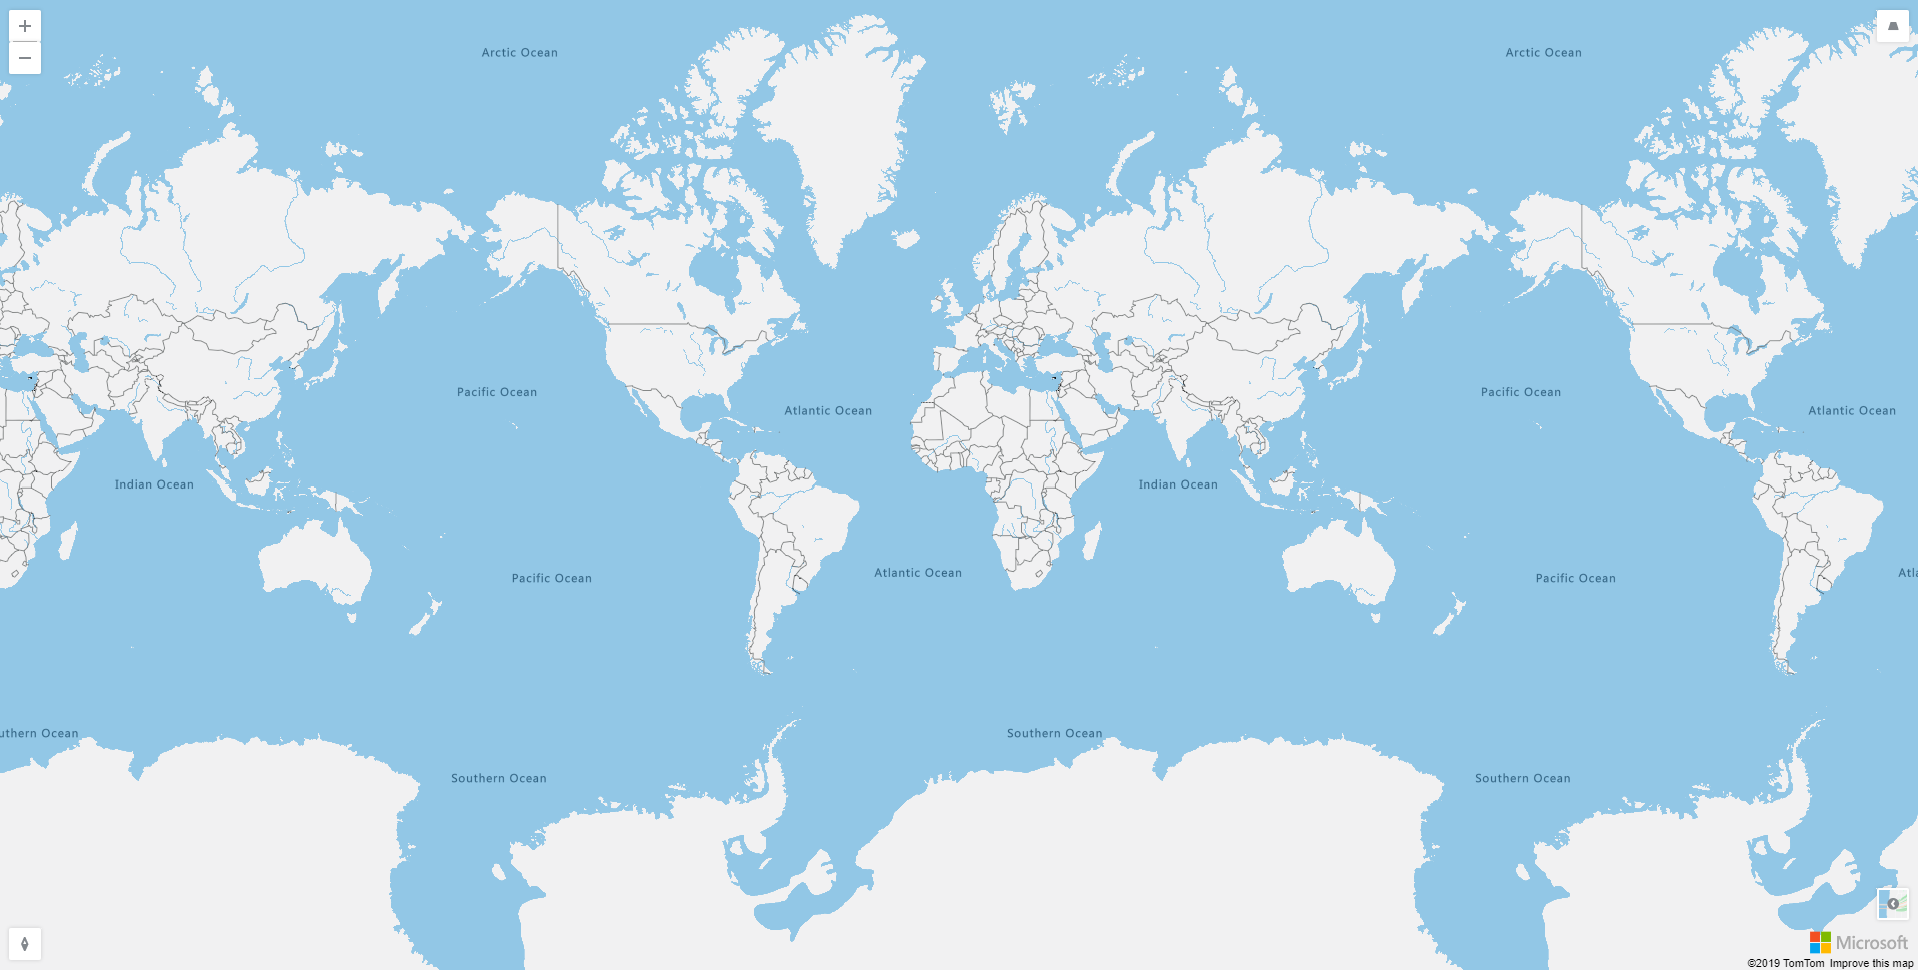 Arctic Ocean
Arctic Ocean
Pacific Ocean
Pacific Ocean
Atlantic Ocean
Atlantic Ocean
Indian Ocean
Indian Ocean
Atlantic Ocean
Atl
Pacific Ocean
Pacific Ocean
uthern Ocean
Southern Ocean
Southern Ocean
Southern Ocean
Microsoft
©2019 TomTom Improve this map